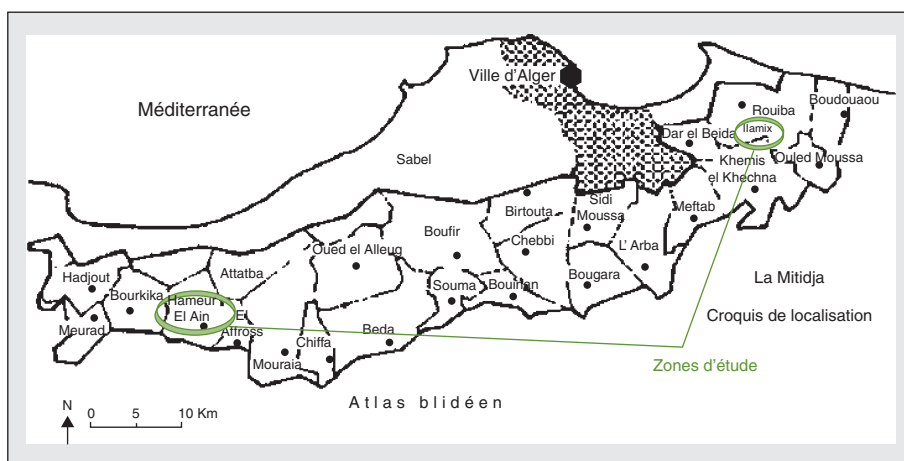 Ville d'Alger
Méditerranée
Boudouaou
Rouiba
Ilamix
Dar el Beida
Sabel
Khemis
el Khechna
Ouled Moussa
Birtouta
Sidi
Moussa
Meftab
Boufir
Chebbi
Oued el Alleug
L' Arba
Hadjout
Attatba
Bourkika
Souma
Bouinan
Bougara
La Mitidja
Hameur
El Ain
El
Affross
Meurad
Beda
Croquis de localisation
Chiffa
Mouraia
Zones d'étude
Atlas blidéen
N
0 5 10 Km